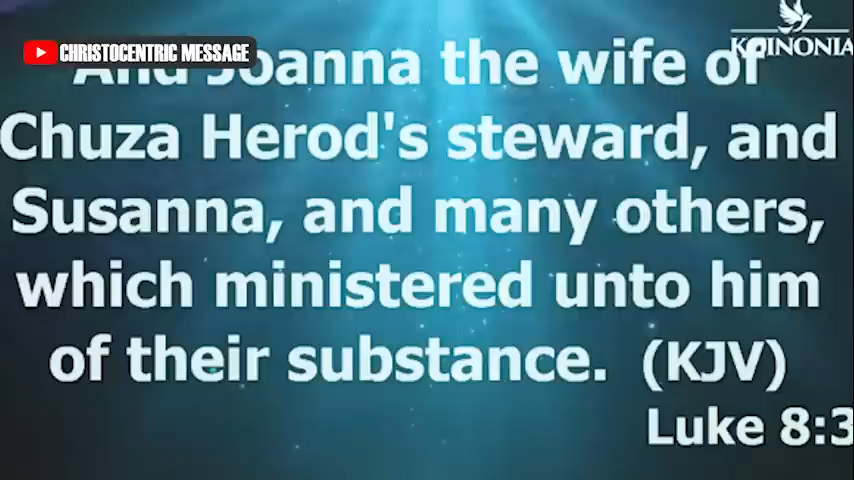 CHRISTOCENTRIC MESSAGE
KOINONIA
And Joanna the wife of
Chuza Herod's steward, and
Susanna, and many others,
which ministered unto him
of their substance. (KJV)
Luke 8:3